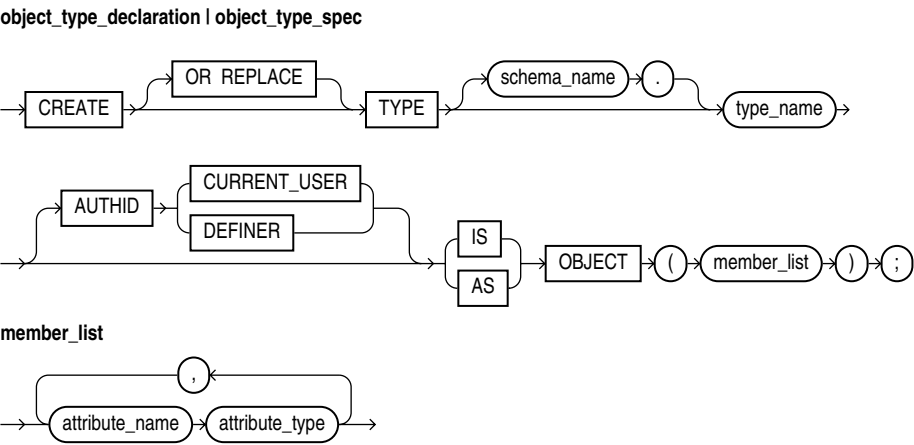 object_type_declaration | object_type_spec
OR REPLACE schema_name .
CREATE TYPE type_name
CURRENT_USER
AUTHID
DEFINER
IS
OBJECT ( member_list ) ;
AS
member_list
,
attribute_name attribute_type